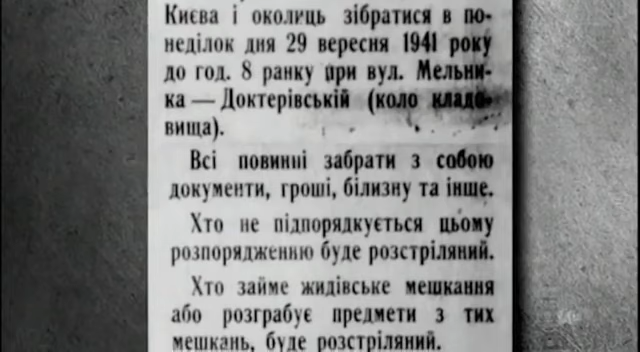 Києва і околиць зібратися в по-
неділок дня 29 вересня 1941 року
до год. 8 ранку при вул. Мельни-
ка — Доктерівській (коло кладо-
вища).
Всі повинні забрати з собою
документи, гроші, білизну та інше.
Хто не підпорядкується цьому
розпорядженню буде розстріляний.
Хто займе жидівське мешкання
або розграбує предмети з тих
мешкань, буде розстріляний.